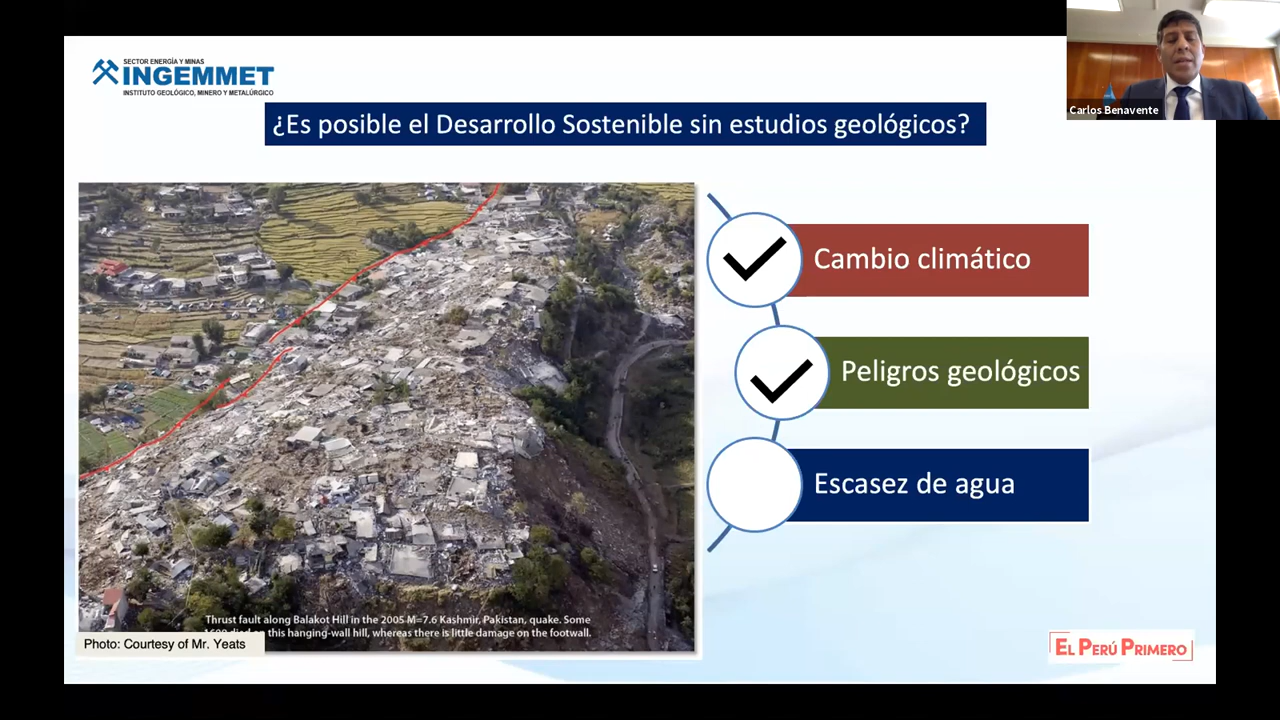 SECTOR ENERGÍA Y MINAS
INGEMMET
INSTITUTO GEOLÓGICO, MINERO Y METALÚRGICO
Carlos Benavente
¿Es posible el Desarrollo Sostenible sin estudios geológicos?
Cambio climático
Peligros geológicos
Escasez de agua
Thrust fault along Balakot Hill in the 2005 M=7.6 Kashmir, Pakistan, quake. Some
this hanging-wall hill, whereas there is little damage on the footwall.
Photo: Courtesy of Mr. Yeats
EL PERÚ PRIMERO